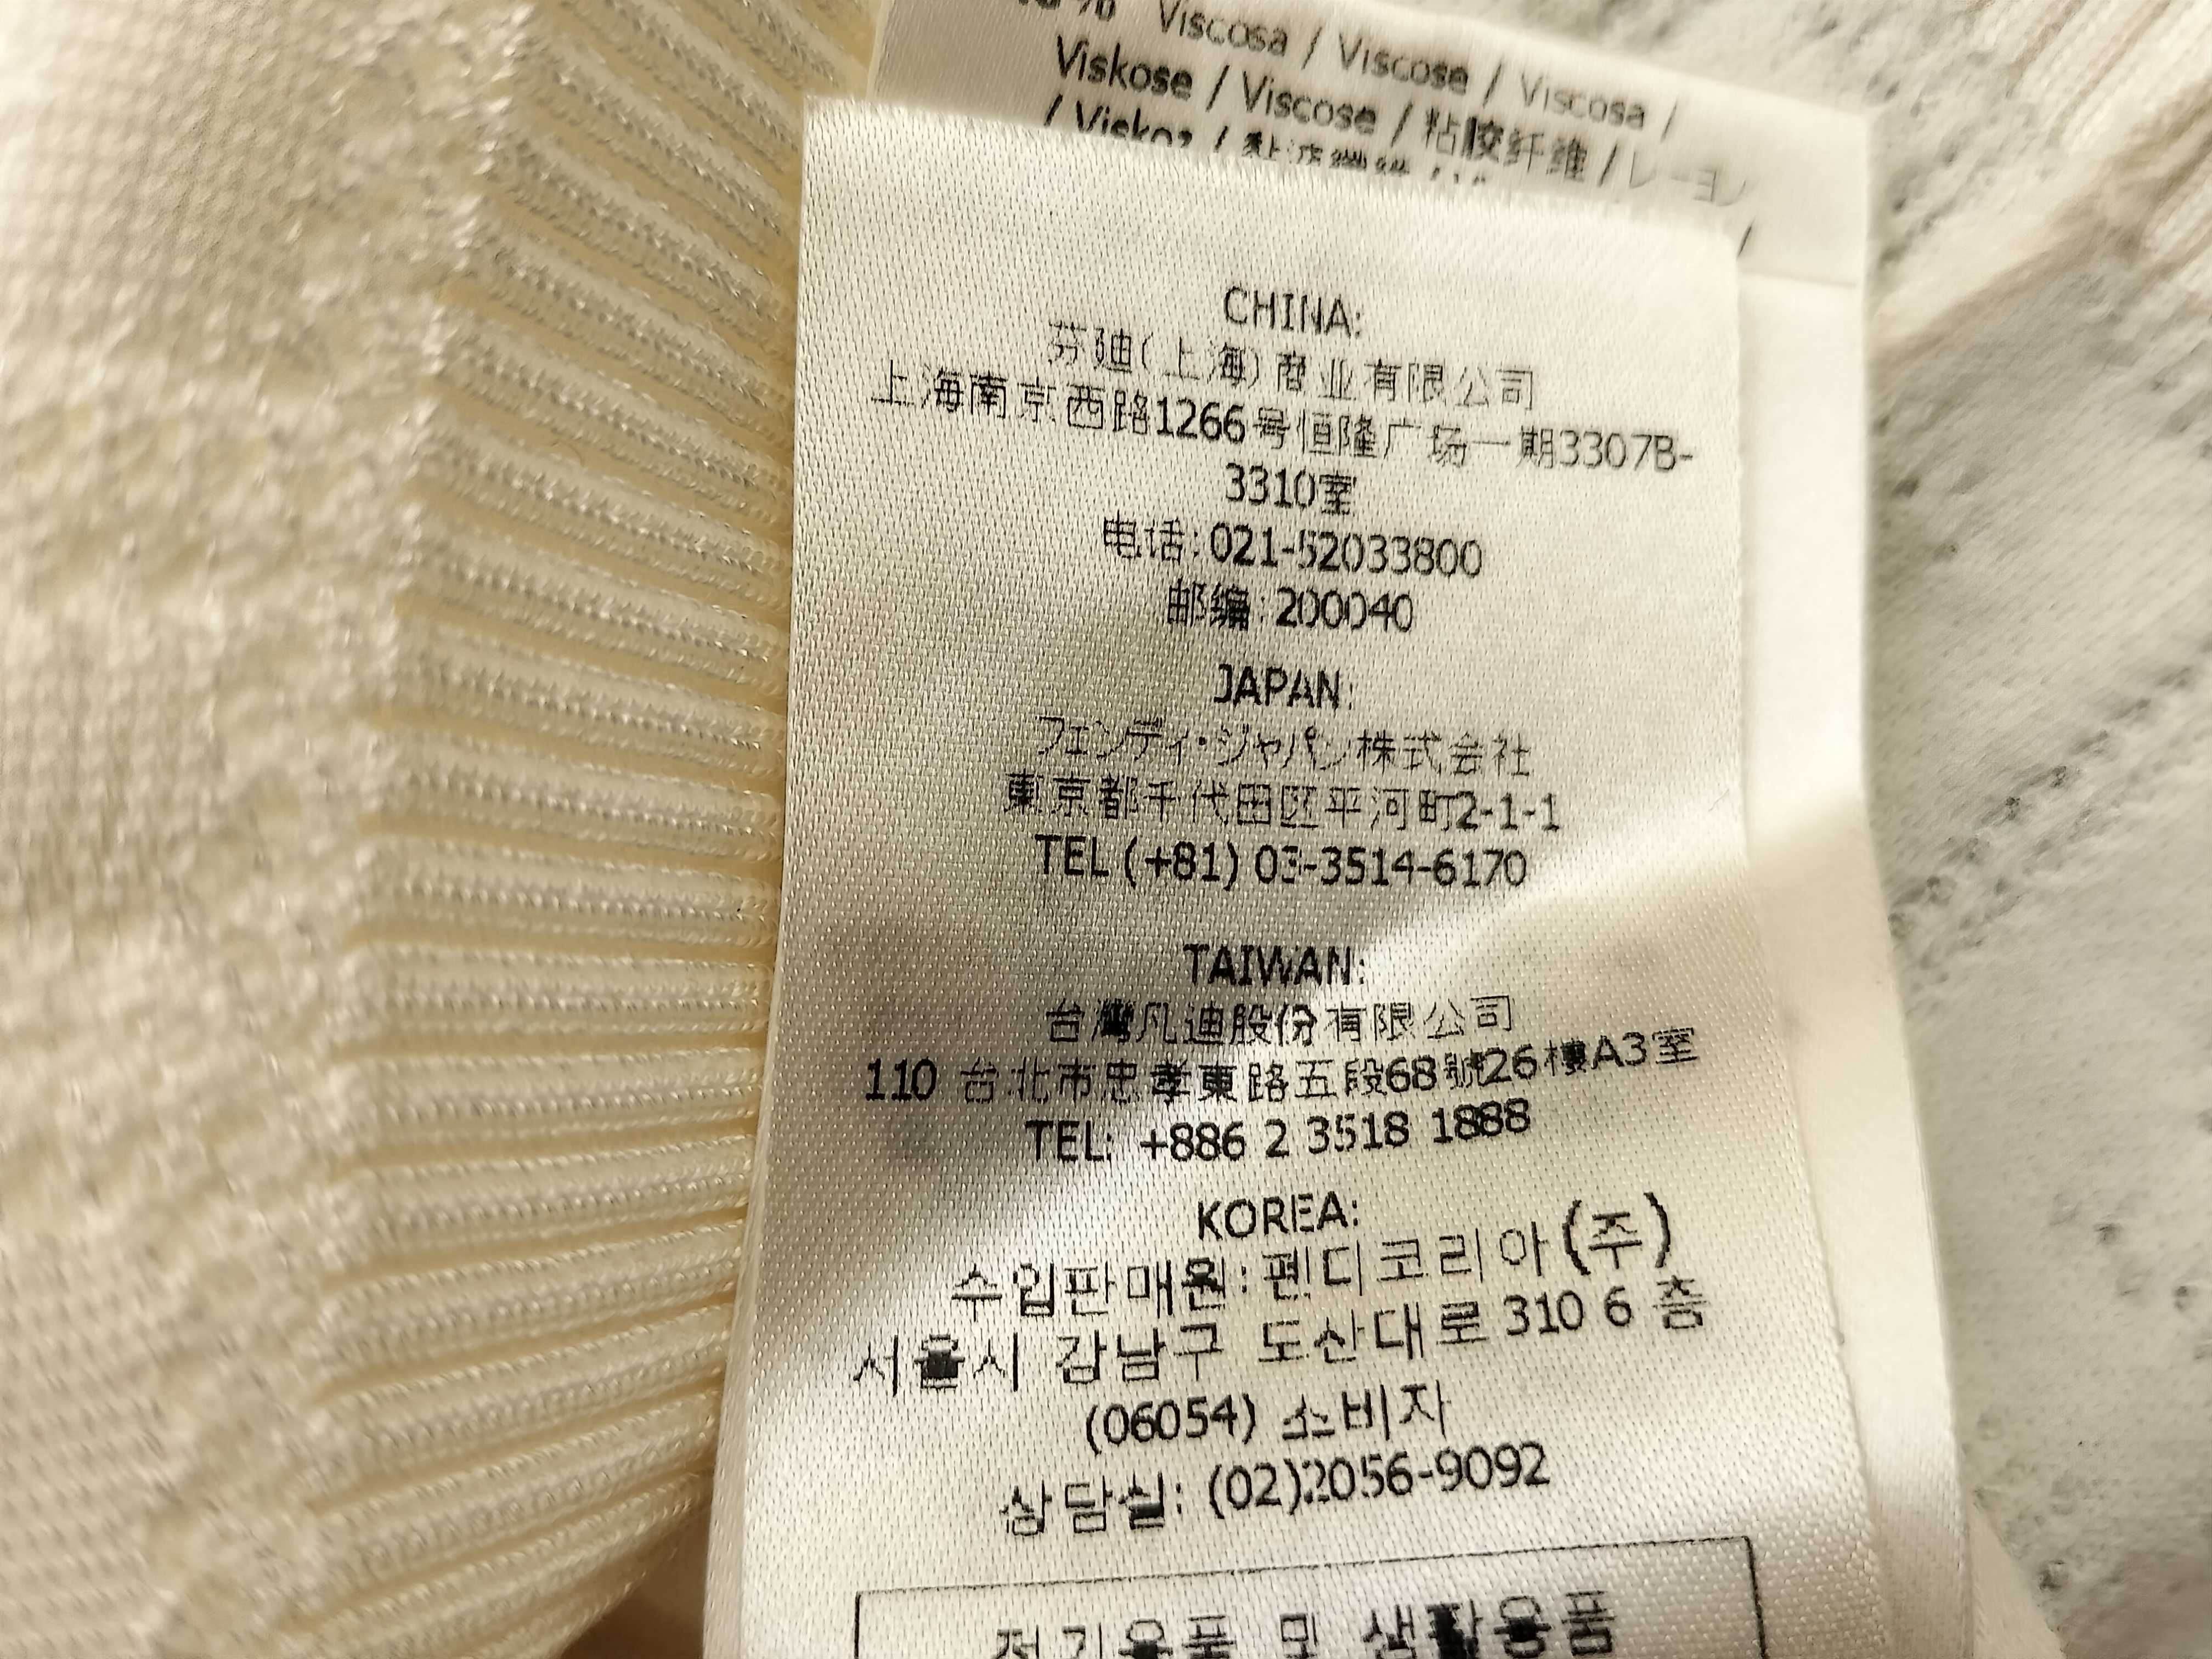 Viscosa / Viscose / Viscosa /
Viskose / Viscose / 粘胶纤维 / レーヨン
/ Viskoz /
CHINA:
芬迪(上海)商业有限公司
上海南京西路1266号恒隆广场一期3307B-
3310室
电话:021-52033800
邮编:200040
JAPAN:
フェンディ・ジャパン株式会社
東京都千代田区平河町2-1-1
TEL (+81) 03-3514-6170
TAIWAN:
台灣凡迪股份有限公司
110 台北市忠孝東路五段68號26樓A3室
TEL: +886 2 3518 1888
KOREA:
수입판매원:펜디코리아(주)
서울시 강남구 도산대로 310 6 층
(06054) 소비자
상담실: (02)2056-9092
전기용품 및 생활용품